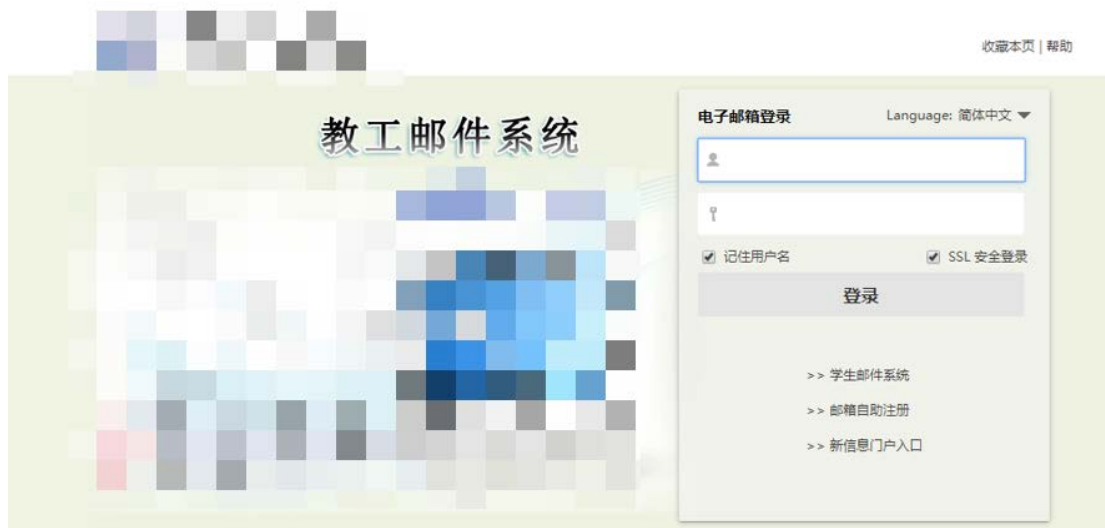 收藏本页 | 帮助
教工邮件系统
电子邮箱登录 Language: 简体中文
记住用户名 SSL 安全登录
登录
>> 学生邮件系统
>> 邮箱自助注册
>> 新信息门户入口